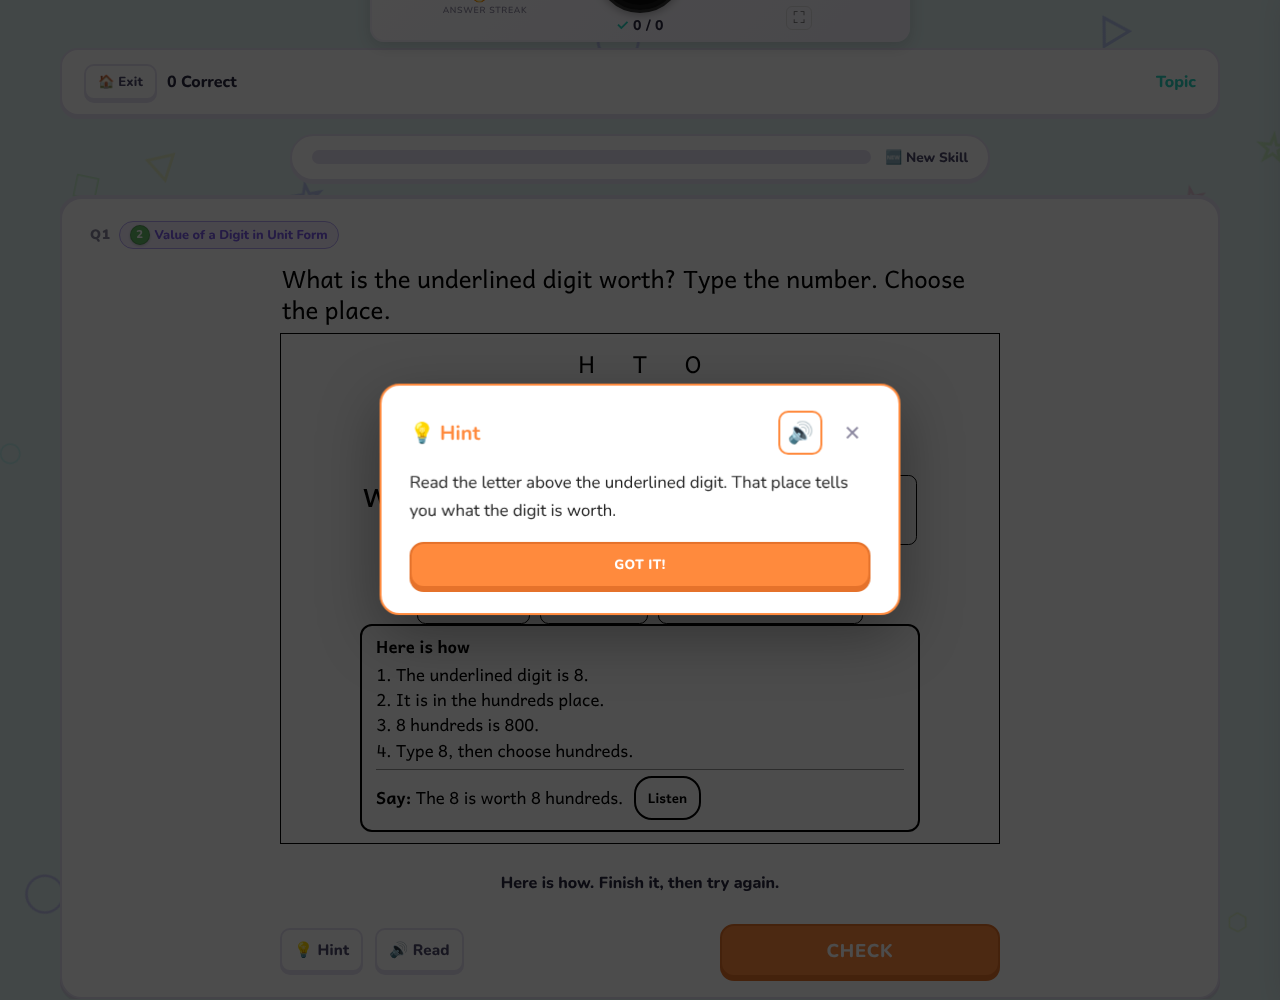 ANSWER STREAK
✓ 0 / 0
🏠 Exit
0 Correct
Topic
🆕 New Skill
Q1
2 Value of a Digit in Unit Form
What is the underlined digit worth? Type the number. Choose
the place.
H T O
💡 Hint
🔊 ✕
Read the letter above the underlined digit. That place tells
you what the digit is worth.
GOT IT!
Here is how
1. The underlined digit is 8.
2. It is in the hundreds place.
3. 8 hundreds is 800.
4. Type 8, then choose hundreds.
Say: The 8 is worth 8 hundreds. Listen
Here is how. Finish it, then try again.
💡 Hint
🔊 Read
CHECK